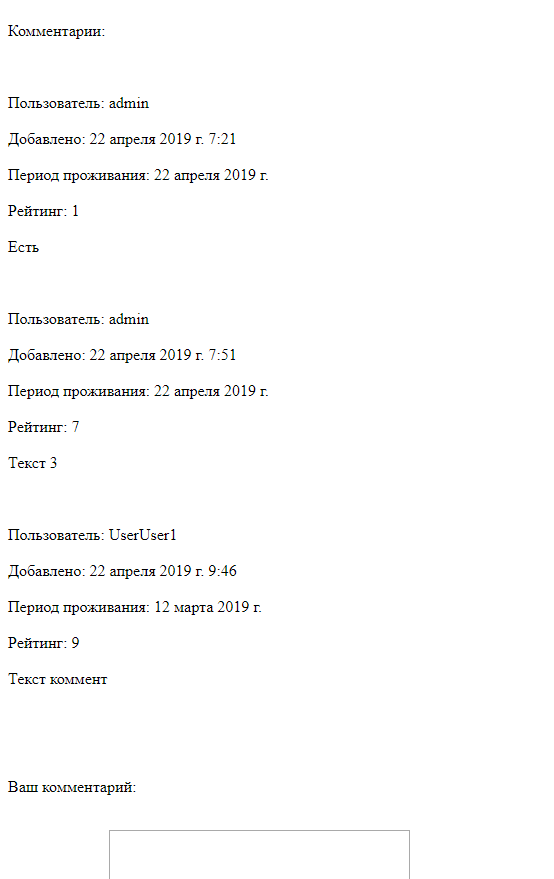 Комментарии:
Пользователь: admin
Добавлено: 22 апреля 2019 г. 7:21
Период проживания: 22 апреля 2019 г.
Рейтинг: 1
Есть
Пользователь: admin
Добавлено: 22 апреля 2019 г. 7:51
Период проживания: 22 апреля 2019 г.
Рейтинг: 7
Текст 3
Пользователь: UserUser1
Добавлено: 22 апреля 2019 г. 9:46
Период проживания: 12 марта 2019 г.
Рейтинг: 9
Текст коммент
Ваш комментарий: